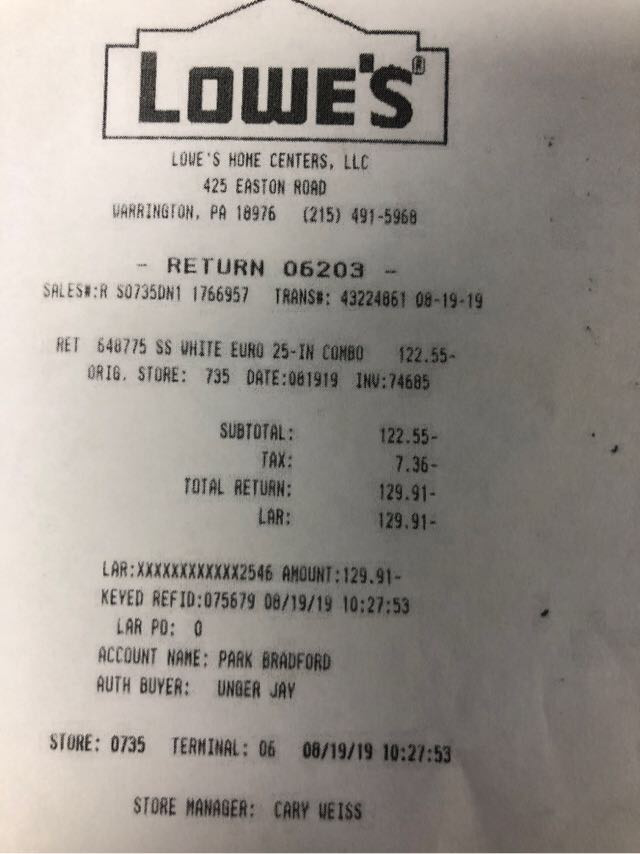 LOWE'S®
LOWE'S HOME CENTERS, LLC
425 EASTON ROAD
WARRINGTON, PA 18976 (215) 491-5968
- RETURN 06203 -
SALES#:R S0735DN1 1766957 TRANS#: 43224861 08-19-19
RET 648775 SS WHITE EURO 25-IN COMBO 122.55-
ORIG. STORE: 735 DATE:081919 INV:74685
SUBTOTAL: 122.55-
TAX: 7.36-
TOTAL RETURN: 129.91-
LAR: 129.91-
LAR:XXXXXXXXXXXX2546 AMOUNT:129.91-
KEYED REFID:075679 08/19/19 10:27:53
LAR PO: 0
ACCOUNT NAME: PARK BRADFORD
AUTH BUYER: UNGER JAY
STORE: 0735 TERMINAL: 06 08/19/19 10:27:53
STORE MANAGER: CARY WEISS